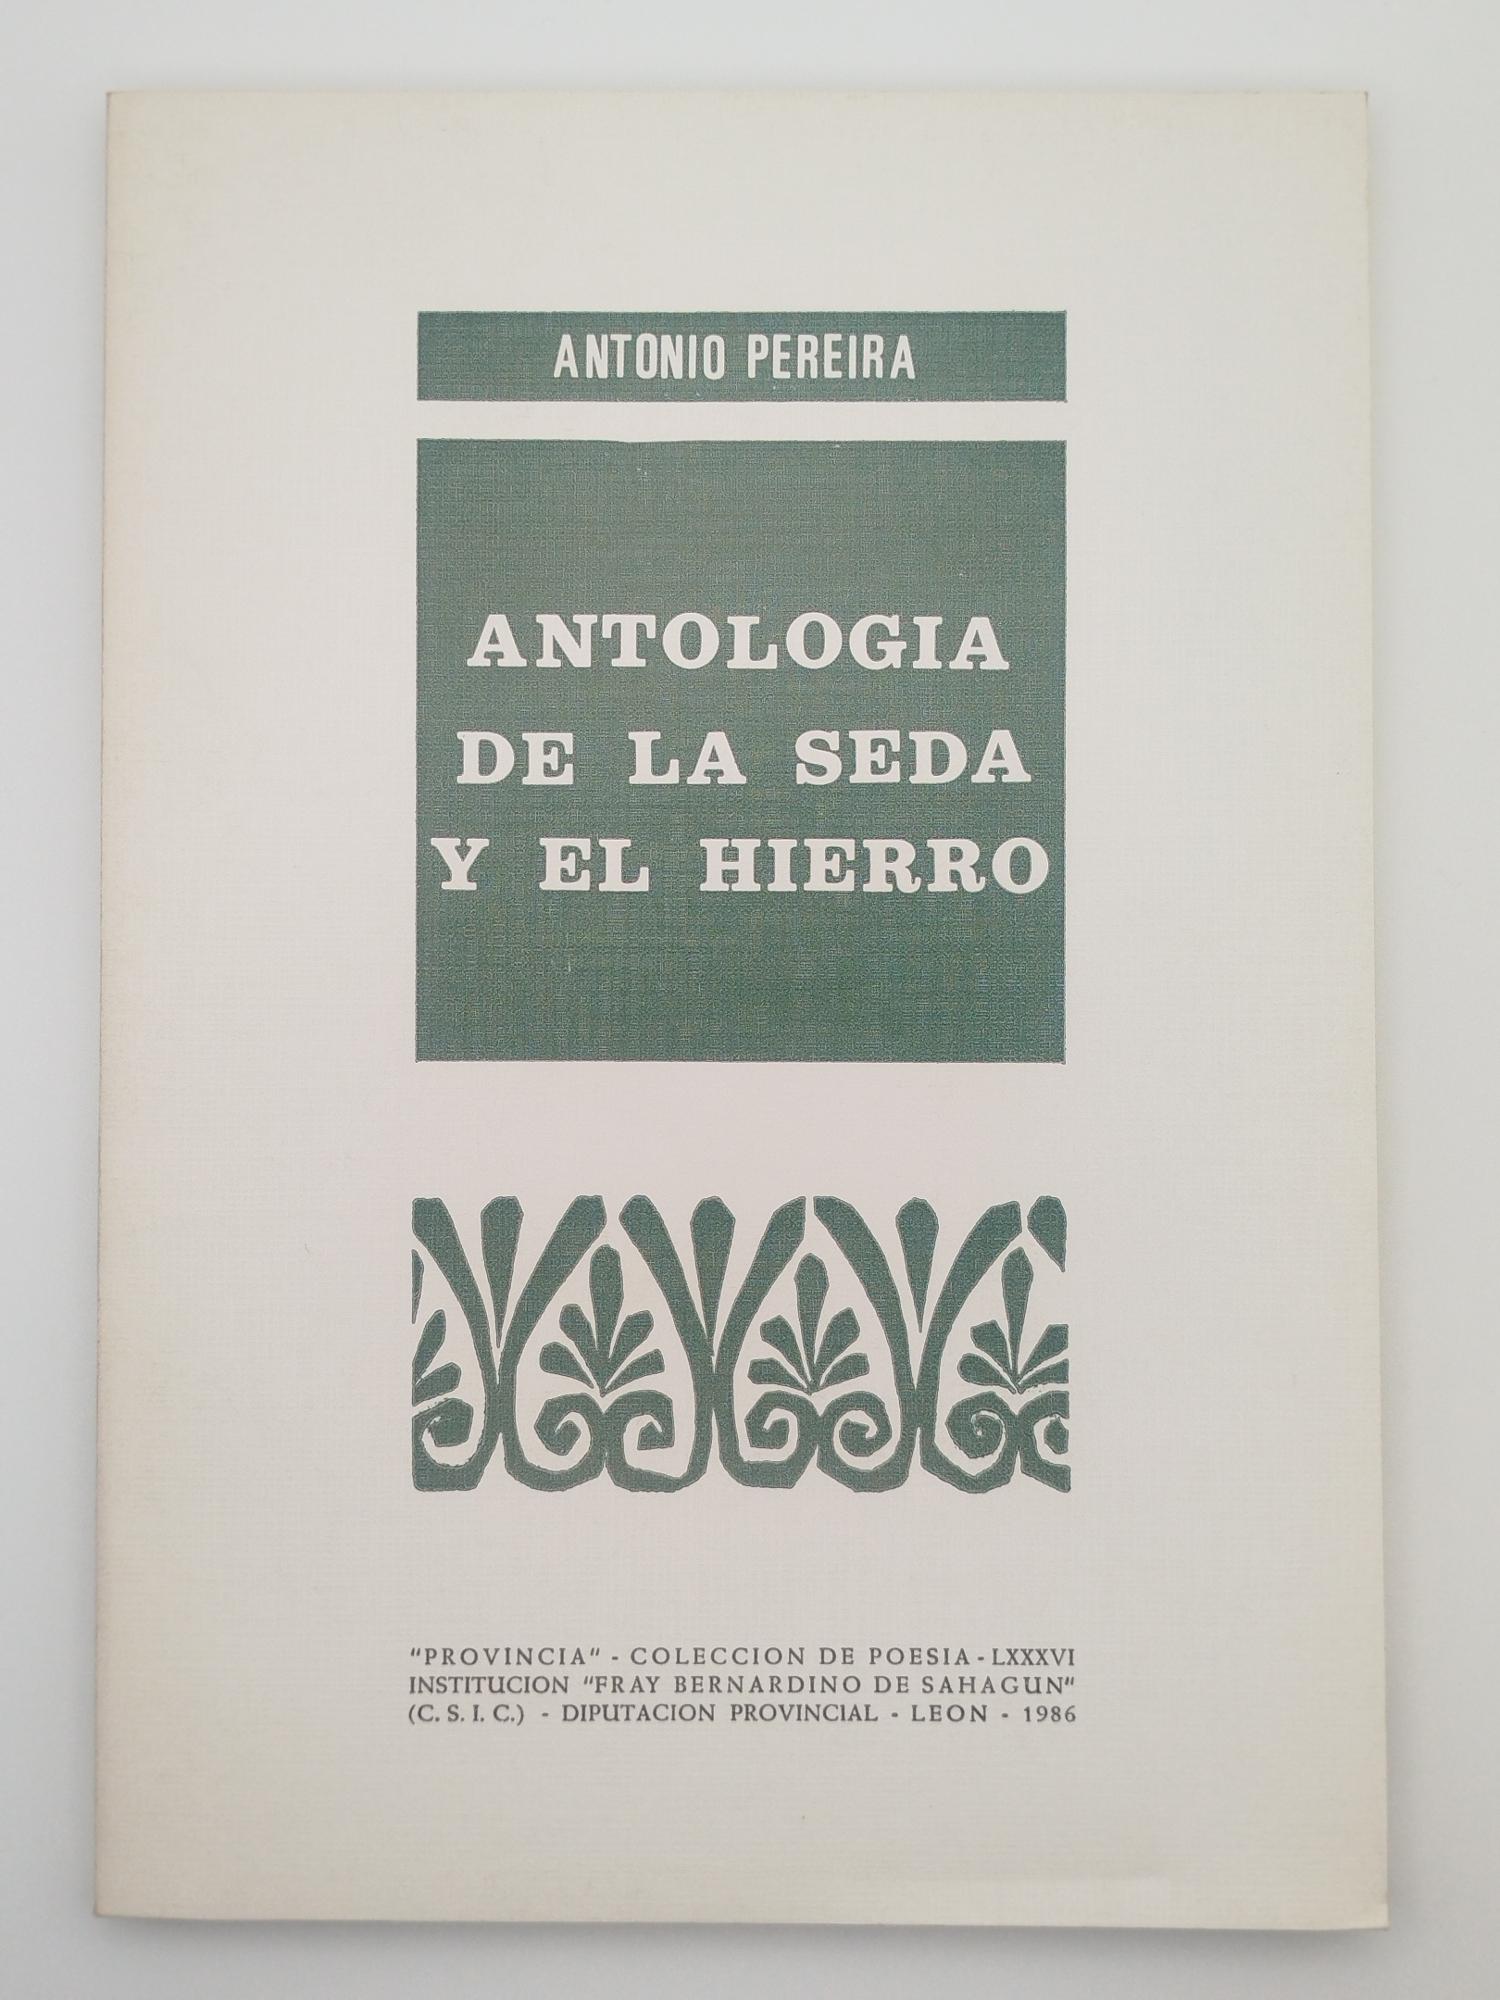 ANTONIO PEREIRA
ANTOLOGIA
DE LA SEDA
Y EL HIERRO
"PROVINCIA" - COLECCION DE POESIA - LXXXVI
INSTITUCION "FRAY BERNARDINO DE SAHAGUN"
(C. S. I. C.) - DIPUTACION PROVINCIAL - LEON - 1986